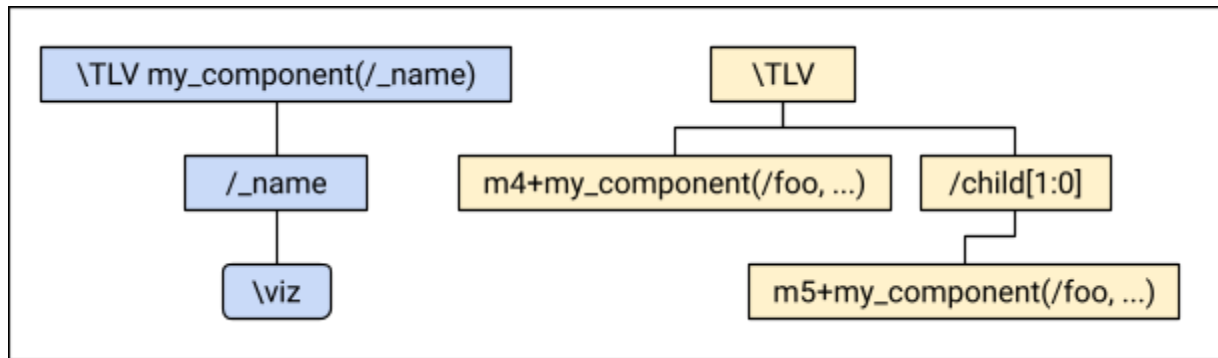 \TLV my_component(/_name)
/_name
\viz
\TLV
m4+my_component(/foo, ...)
/child[1:0]
m5+my_component(/foo, ...)